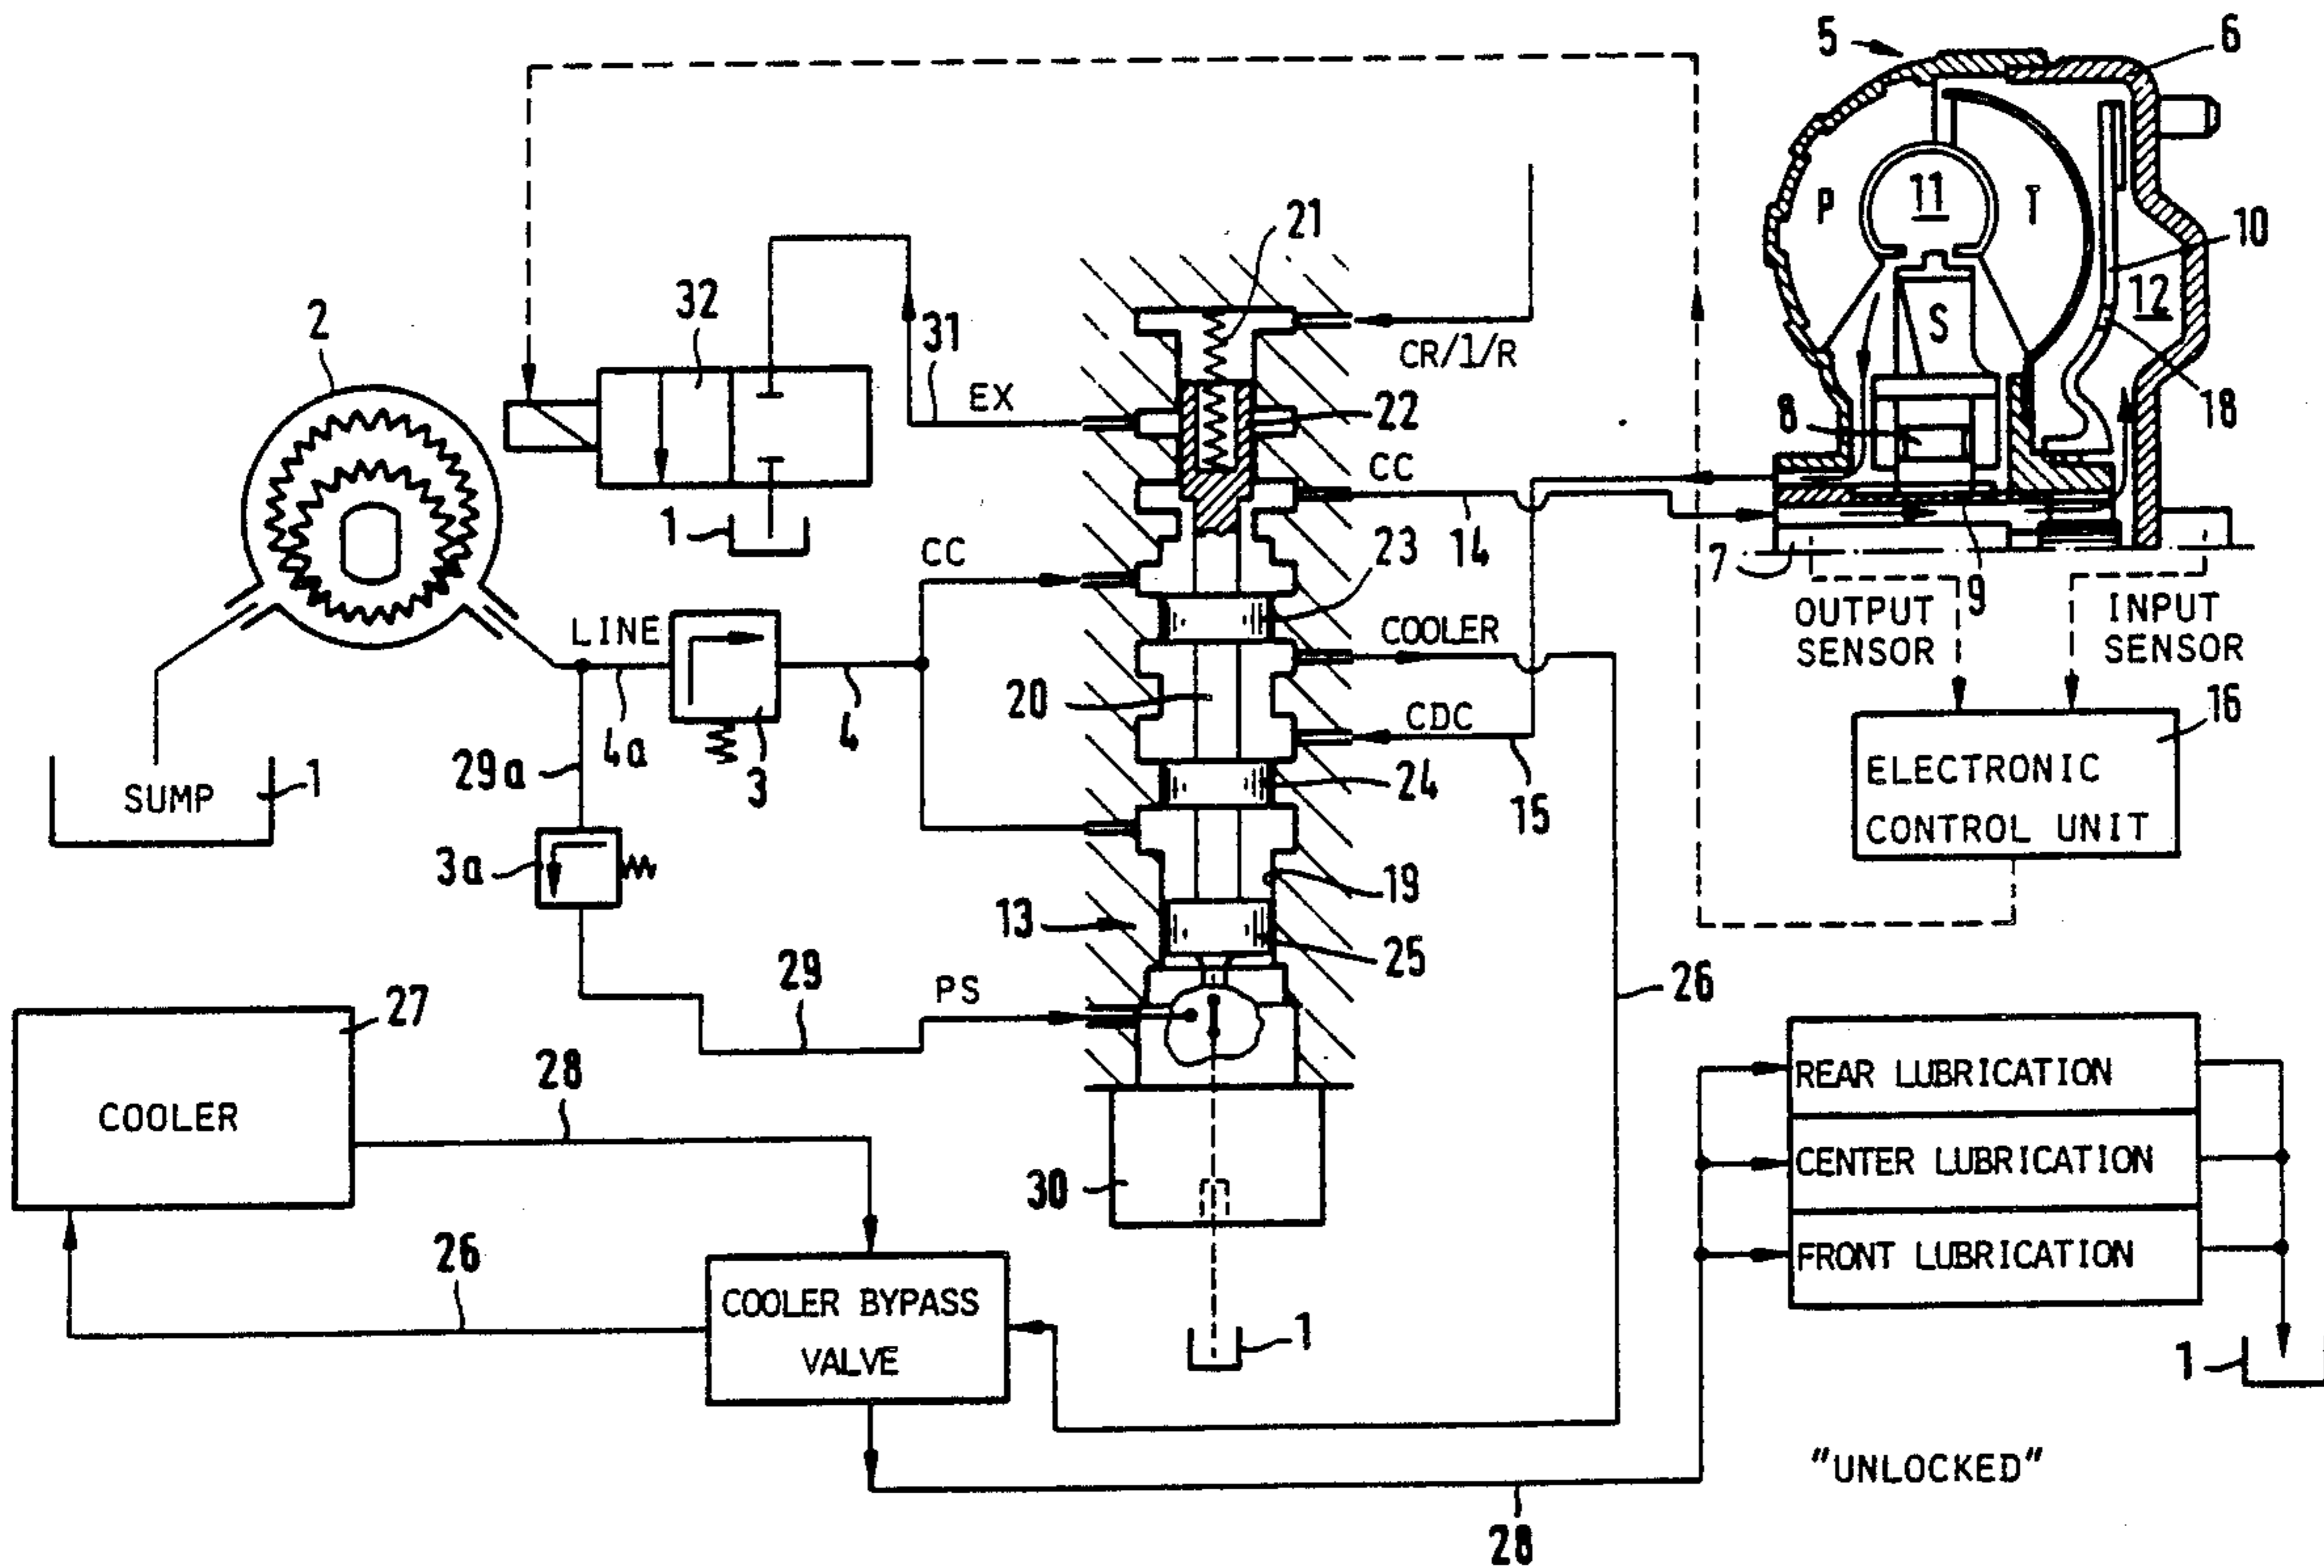 5
6
2
32
21
P
11
T
10
12
31
EX
CR/1/R
22
S
18
8
CC
CC
1
14
23
7
9
LINE
COOLER
OUTPUT
SENSOR
INPUT
SENSOR
20
4a
3
4
CDC
16
SUMP
1
29a
24
15
ELECTRONIC
CONTROL UNIT
3a
19
13
25
29
PS
26
27
28
COOLER
REAR LUBRICATION
CENTER LUBRICATION
FRONT LUBRICATION
30
26
COOLER BYPASS
VALVE
1
1
"UNLOCKED"
28